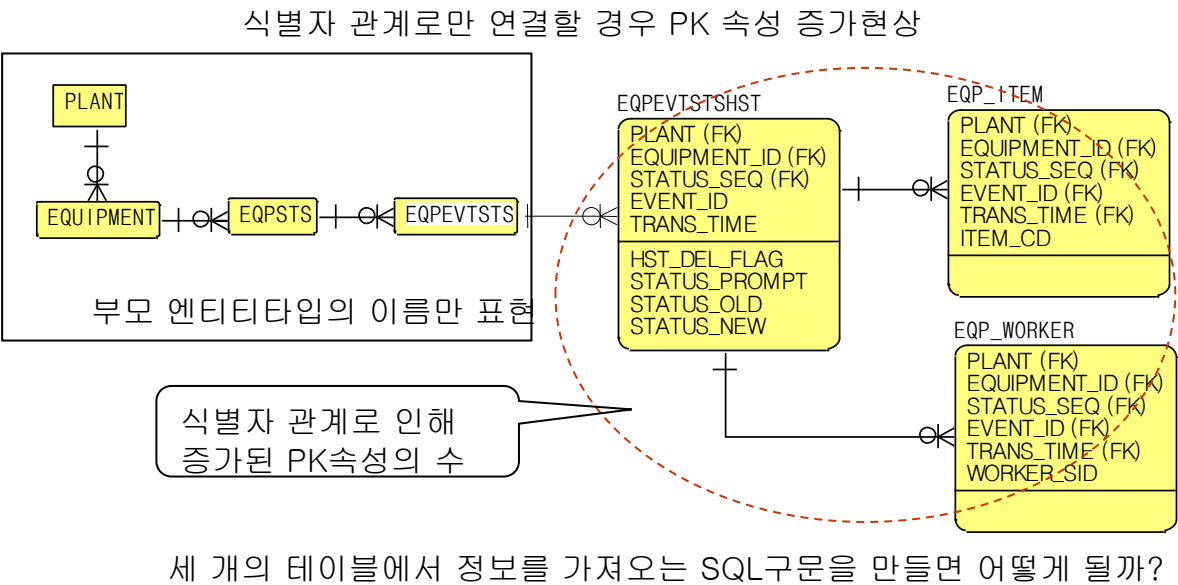 식별자 관계로만 연결할 경우 PK 속성 증가현상
PLANT
EQUIPMENT
EQPSTS
EQPEVTSTS
부모 엔티티타입의 이름만 표현
EQPEVTSTSHST
PLANT (FK)
EQUIPMENT_ID (FK)
STATUS_SEQ (FK)
EVENT_ID
TRANS_TIME
HST_DEL_FLAG
STATUS_PROMPT
STATUS_OLD
STATUS_NEW
EQP_ITEM
PLANT (FK)
EQUIPMENT_ID (FK)
STATUS_SEQ (FK)
EVENT_ID (FK)
TRANS_TIME (FK)
ITEM_CD
EQP_WORKER
PLANT (FK)
EQUIPMENT_ID (FK)
STATUS_SEQ (FK)
EVENT_ID (FK)
TRANS_TIME (FK)
WORKER_SID
식별자 관계로 인해
증가된 PK속성의 수
세 개의 테이블에서 정보를 가져오는 SQL구문을 만들면 어떻게 될까?